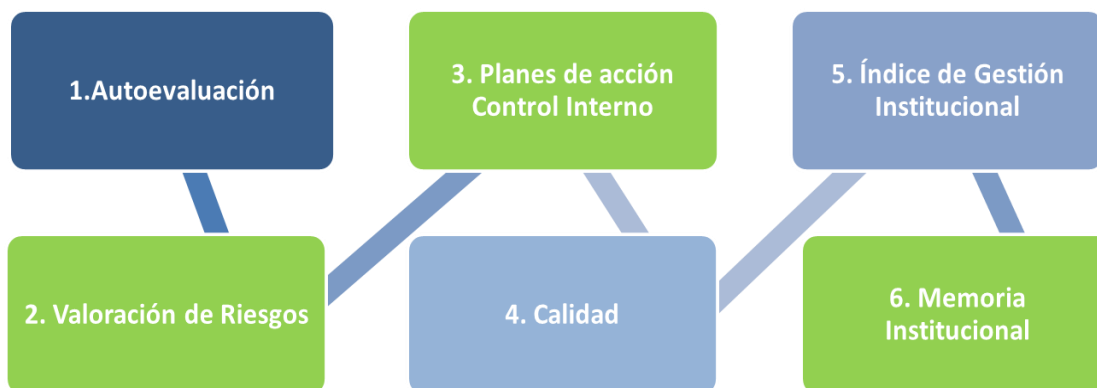 1.Autoevaluación
2. Valoración de Riesgos
3. Planes de acción
Control Interno
4. Calidad
5. Índice de Gestión
Institucional
6. Memoria
Institucional